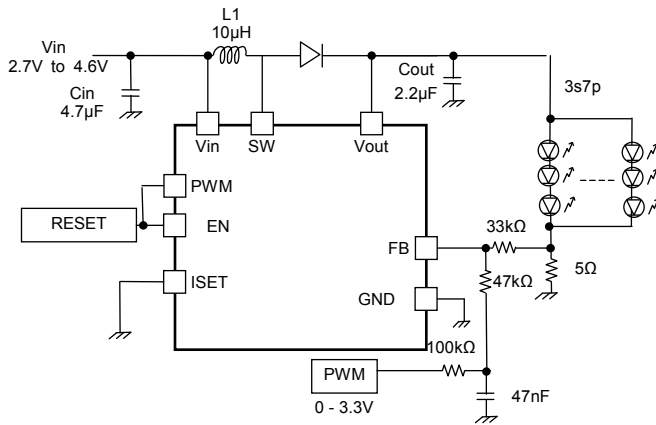 L1
10µH
Vin
2.7V to 4.6V
Cin
4.7µF
Cout
2.2µF
3s7p
Vin
SW
Vout
PWM
RESET
EN
FB
33kΩ
ISET
47kΩ
5Ω
GND
100kΩ
PWM
0 - 3.3V
47nF